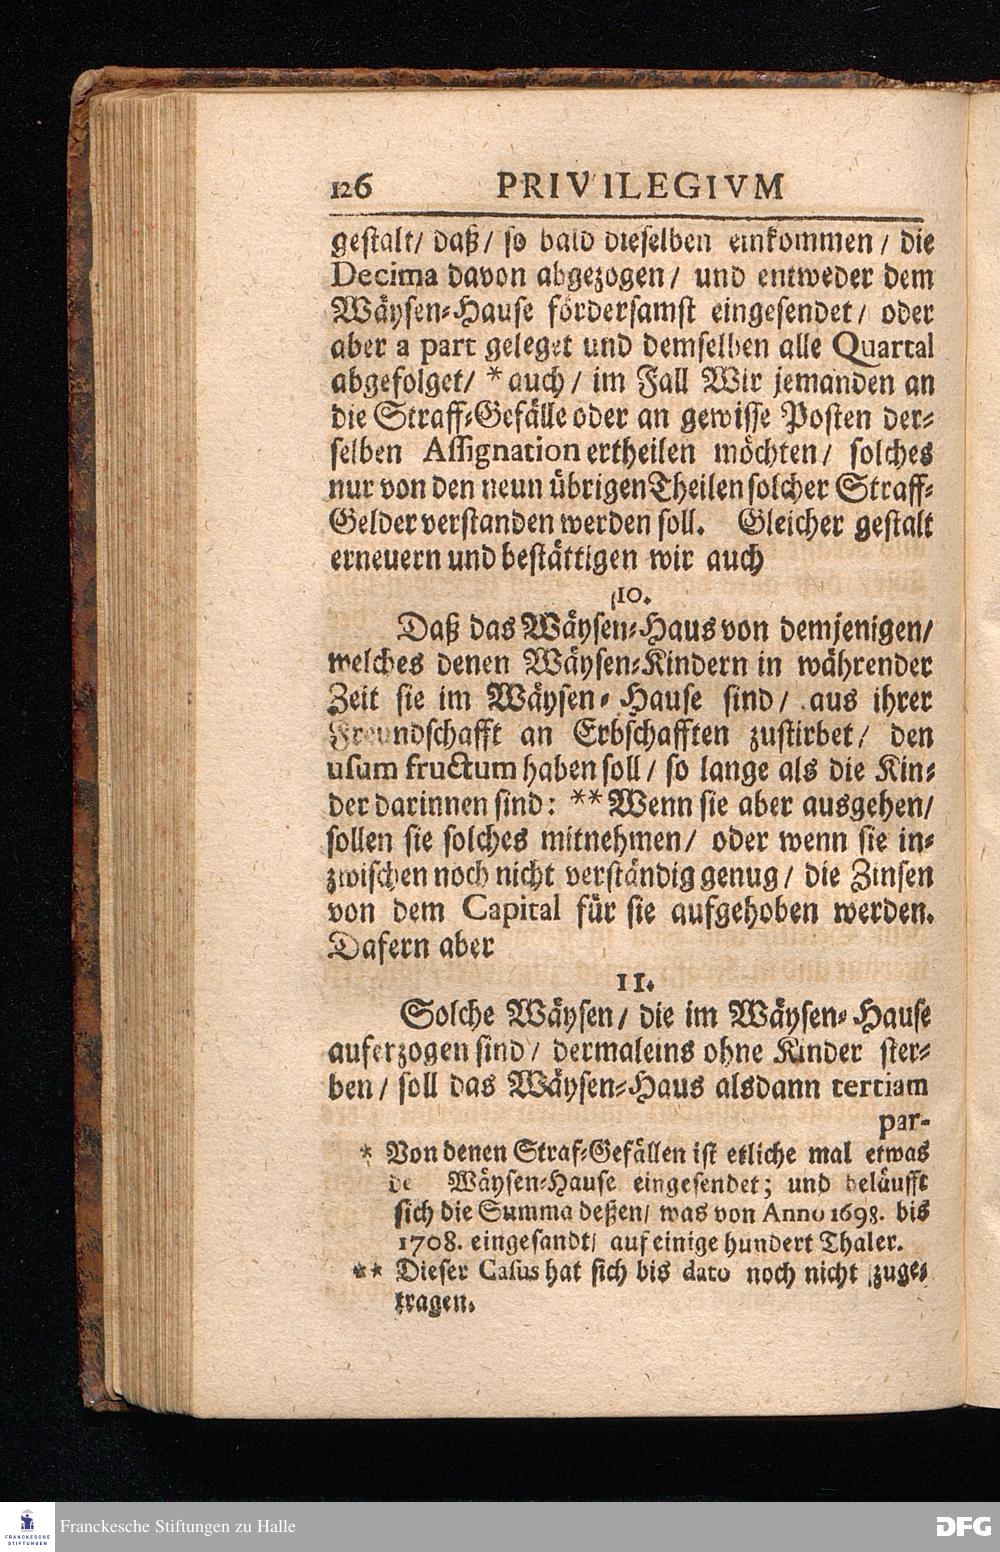 126 PRIVILEGIVM
gestalt/ daß/ so bald dieselben einkommen/ die
Decima davon abgezogen/ und entweder dem
Wäysen-Hause fördersamst eingesendet/ oder
aber a part geleget und demselben alle Quartal
abgefolget/ * auch/ im Fall Wir jemanden an
die Straff-Gefälle oder an gewisse Posten der-
selben Assignation ertheilen möchten/ solches
nur von den neun übrigen Theilen solcher Straff-
Gelder verstanden werden soll. Gleicher gestalt
erneuern und bestättigen wir auch
10.
Daß das Wäysen-Haus von demjenigen/
welches denen Wäysen-Kindern in währender
Zeit sie im Wäysen-Hause sind/ aus ihrer
Freundschafft an Erbschafften zustirbet/ den
usum fructum haben soll/ so lange als die Kin-
der darinnen sind: ** Wenn sie aber ausgehen/
sollen sie solches mitnehmen/ oder wenn sie in-
zwischen noch nicht verständig genug/ die Zinsen
von dem Capital für sie aufgehoben werden.
Dafern aber
11.
Solche Wäysen/ die im Wäysen-Hause
auferzogen sind/ dermaleins ohne Kinder ster-
ben/ soll das Wäysen-Haus alsdann tertiam
par-
* Von denen Straf-Gefällen ist etliche mal etwas
de Wäysen-Hause eingesendet; und beläufft
sich die Summa deßen/ was von Anno 1698. bis
1708. eingesandt/ auf einige hundert Thaler.
** Dieser Casus hat sich bis dato noch nicht zuge-
tragen.
FRANCKESCHE
STIFTUNGEN
Franckesche Stiftungen zu Halle
DFG